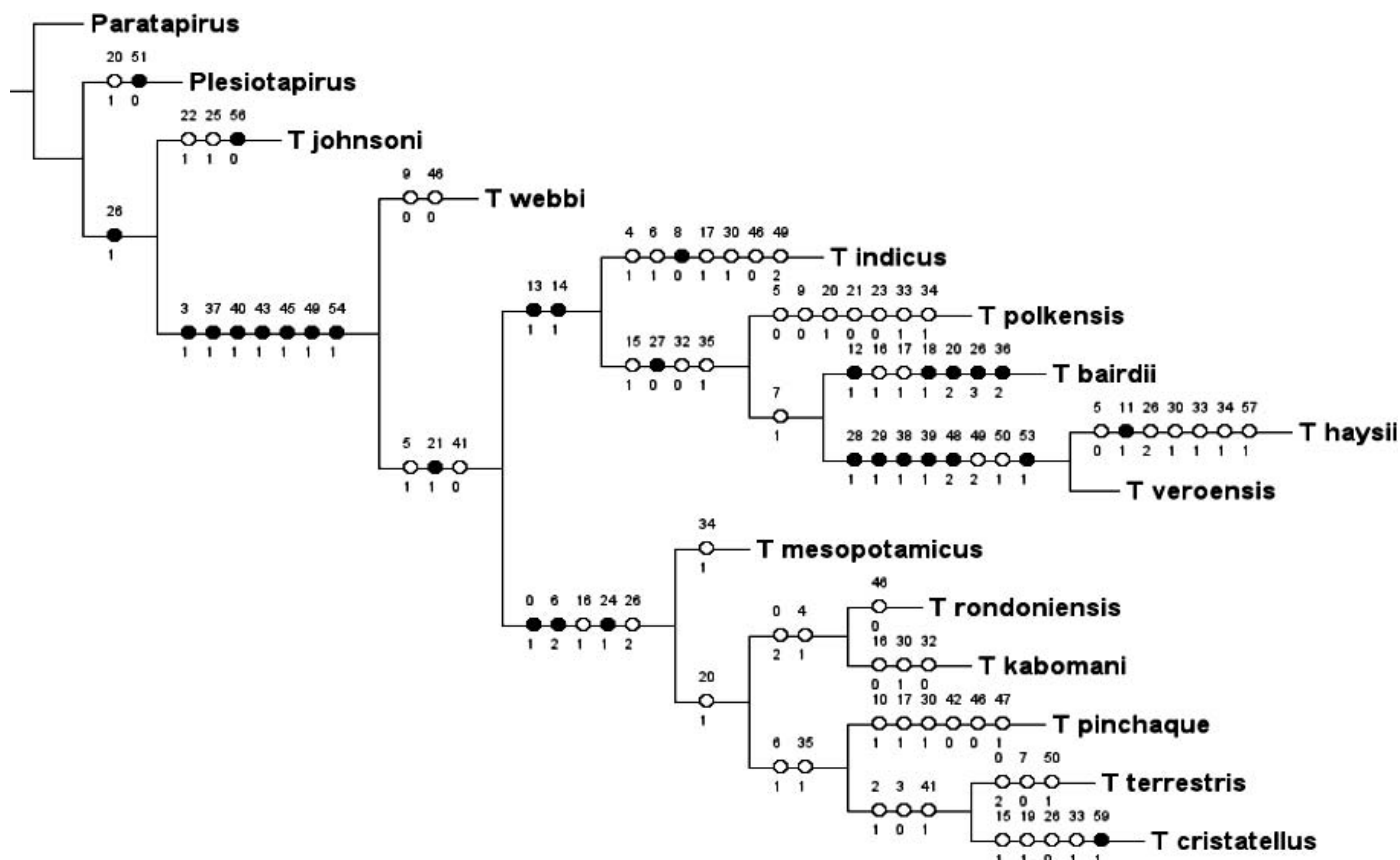 Paratapirus
20 51
1 0
Plesiotapirus
22 25 56
1 1 0
T johnsoni
26
1
9 46
0 0
T webbi
3 37 40 43 45 49 54
1 1 1 1 1 1 1
4 6 8 17 30 46 49
1 1 0 1 1 0 2
T indicus
13 14
1 1
5 9 20 21 23 33 34
0 0 1 0 0 1 1
T polkensis
15 27 32 35
1 0 0 1
12 16 17 18 20 26 36
1 1 1 1 2 3 2
T bairdii
7
1
5 11 26 30 33 34 57
0 1 2 1 1 1 1
T haysii
5 21 41
1 1 0
28 29 38 39 48 49 50 53
1 1 1 1 2 2 1 1
T veroensis
34
1
T mesopotamicus
0 6 16 24 26
1 2 1 1 2
46
0
T rondoniensis
0 4
2 1
16 30 32
0 1 0
T kabomani
20
1
10 17 30 42 46 47
1 1 1 0 0 1
T pinchaque
6 35
1 1
0 7 50
2 0 1
T terrestris
2 3 41
1 0 1
15 19 26 33 59
1 1 0 1 1
T cristatellus